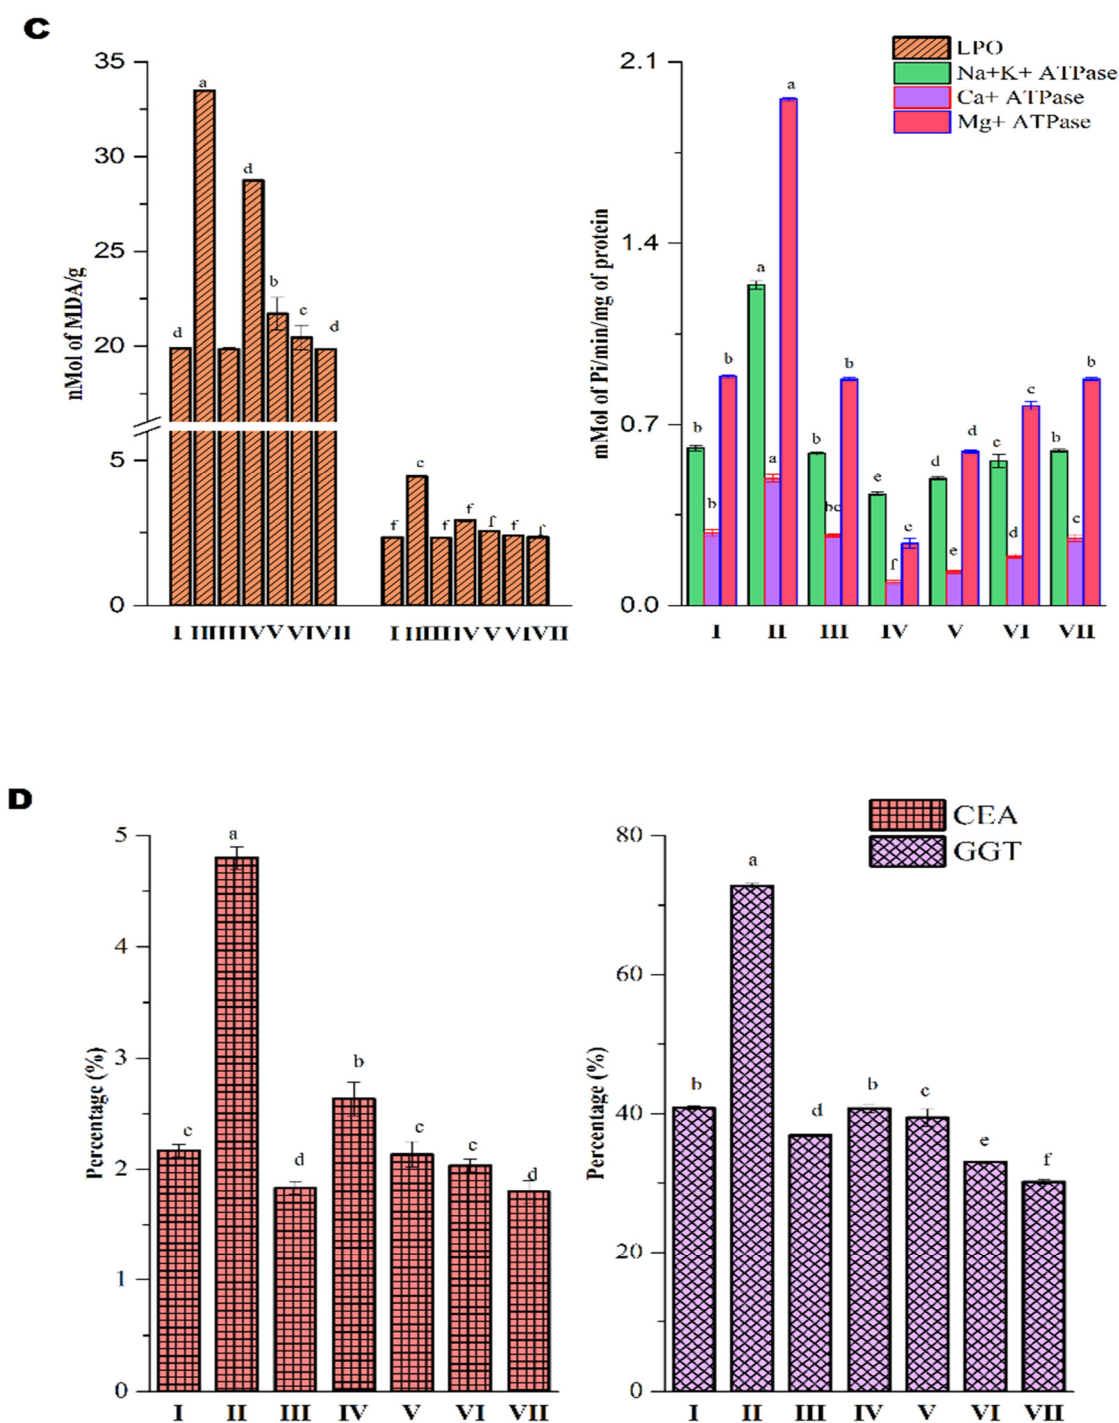 C
LPO
Na+K+ ATPase
Ca+ ATPase
Mg+ ATPase
nMol of MDA/g
35
30
25
20
5
0
a
d
d
b
c
d
f
c
f
f
f
f
f
I II III IV V VI VII
I II III IV V VI VII
mMol of Pi/min/mg of protein
2.1
1.4
0.7
0.0
b
b
b
a
a
a
b
bc
b
e
f
c
d
e
d
c
d
c
b
c
b
I II III IV V VI VII
D
CEA
GGT
Percentage (%)
5
4
3
2
1
0
c
a
d
b
c
c
d
I II III IV V VI VII
Percentage (%)
80
60
40
20
0
b
a
d
b
c
e
f
I II III IV V VI VII